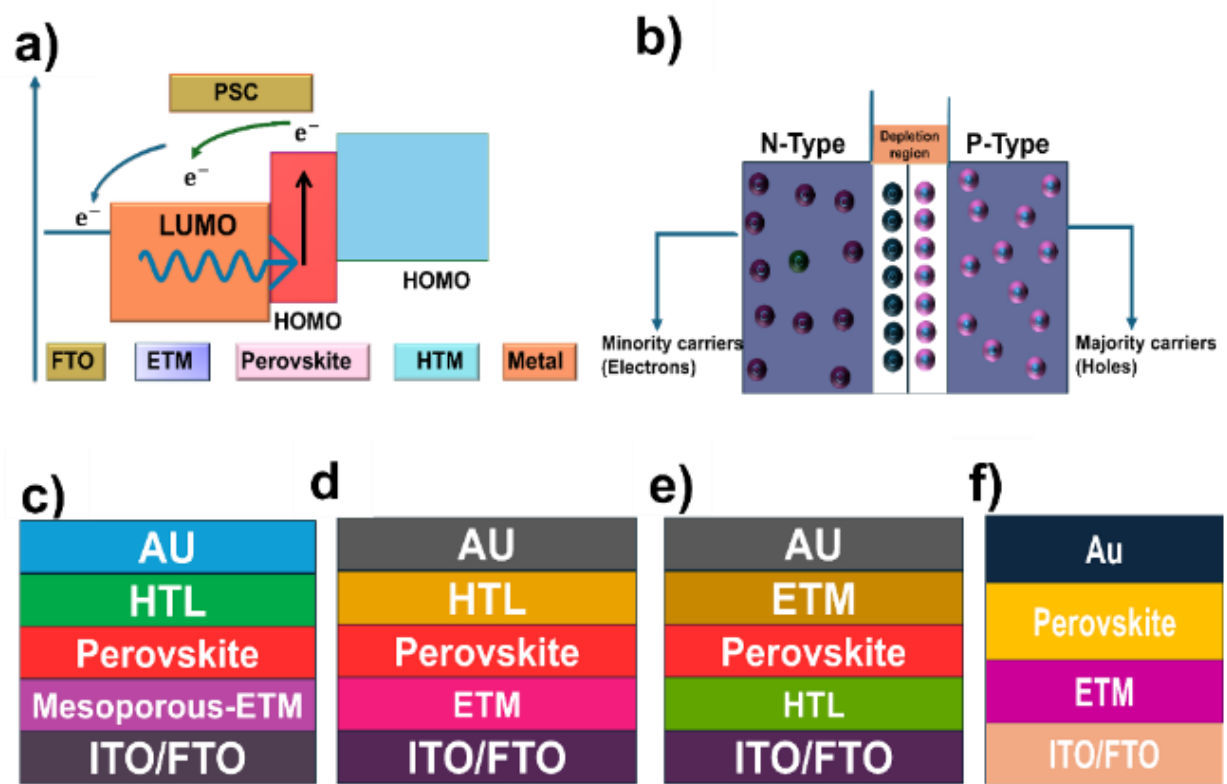 a)
PSC
e⁻
e⁻
e⁻
LUMO
HOMO
HOMO
FTO
ETM
Perovskite
HTM
Metal
b)
N-Type
Depletion
region
P-Type
Minority carriers
(Electrons)
Majority carriers
(Holes)
c)
AU
HTL
Perovskite
Mesoporous-ETM
ITO/FTO
d
AU
HTL
Perovskite
ETM
ITO/FTO
e)
AU
ETM
Perovskite
HTL
ITO/FTO
f)
Au
Perovskite
ETM
ITO/FTO